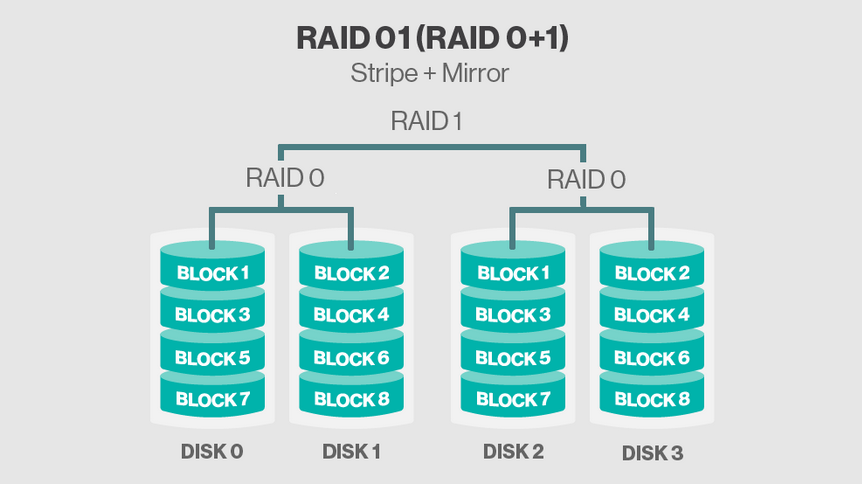 RAID 01 (RAID 0+1)
Stripe + Mirror
RAID 1
RAID 0 RAID 0
BLOCK 1 BLOCK 2 BLOCK 1 BLOCK 2
BLOCK 3 BLOCK 4 BLOCK 3 BLOCK 4
BLOCK 5 BLOCK 6 BLOCK 5 BLOCK 6
BLOCK 7 BLOCK 8 BLOCK 7 BLOCK 8
DISK 0 DISK 1 DISK 2 DISK 3